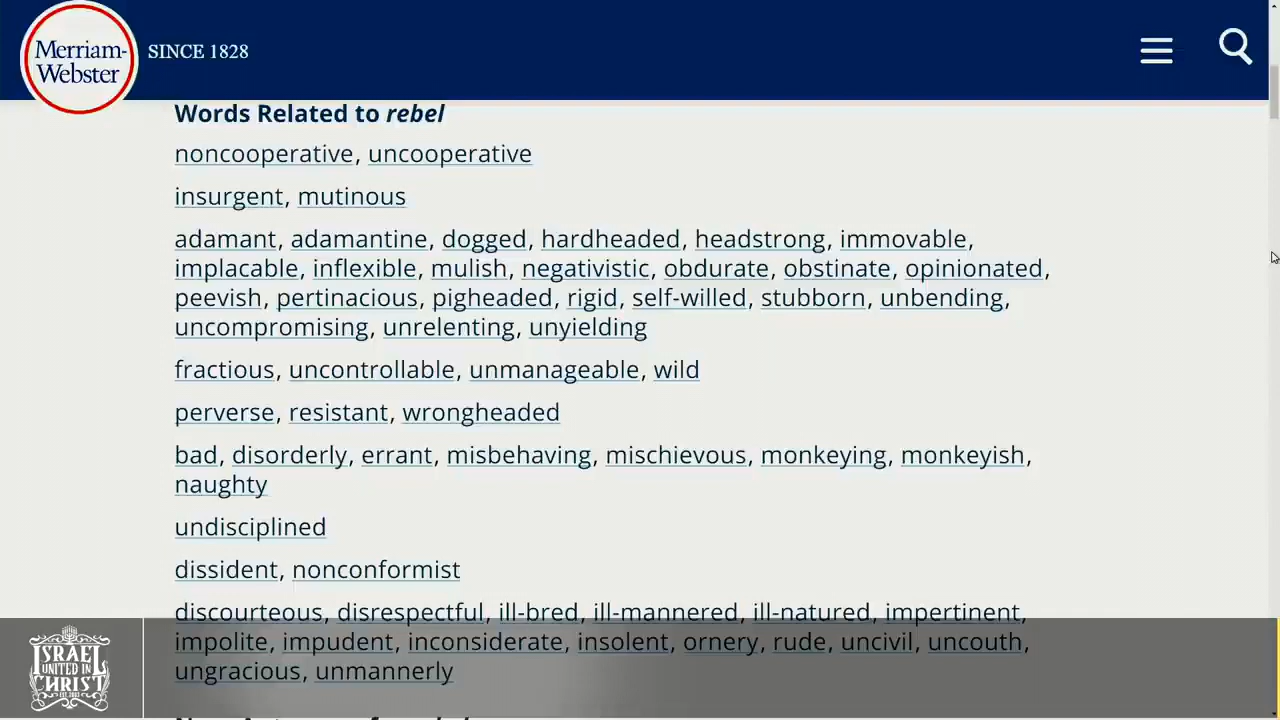 Merriam-
Webster
SINCE 1828
Words Related to rebel
noncooperative, uncooperative
insurgent, mutinous
adamant, adamantine, dogged, hardheaded, headstrong, immovable,
implacable, inflexible, mulish, negativistic, obdurate, obstinate, opinionated,
peevish, pertinacious, pigheaded, rigid, self-willed, stubborn, unbending,
uncompromising, unrelenting, unyielding
fractious, uncontrollable, unmanageable, wild
perverse, resistant, wrongheaded
bad, disorderly, errant, misbehaving, mischievous, monkeying, monkeyish,
naughty
undisciplined
dissident, nonconformist
discourteous, disrespectful, ill-bred, ill-mannered, ill-natured, impertinent,
impolite, impudent, inconsiderate, insolent, ornery, rude, uncivil, uncouth,
ungracious, unmannerly
ISRAEL
UNITED IN
CHRIST
EST. 2003